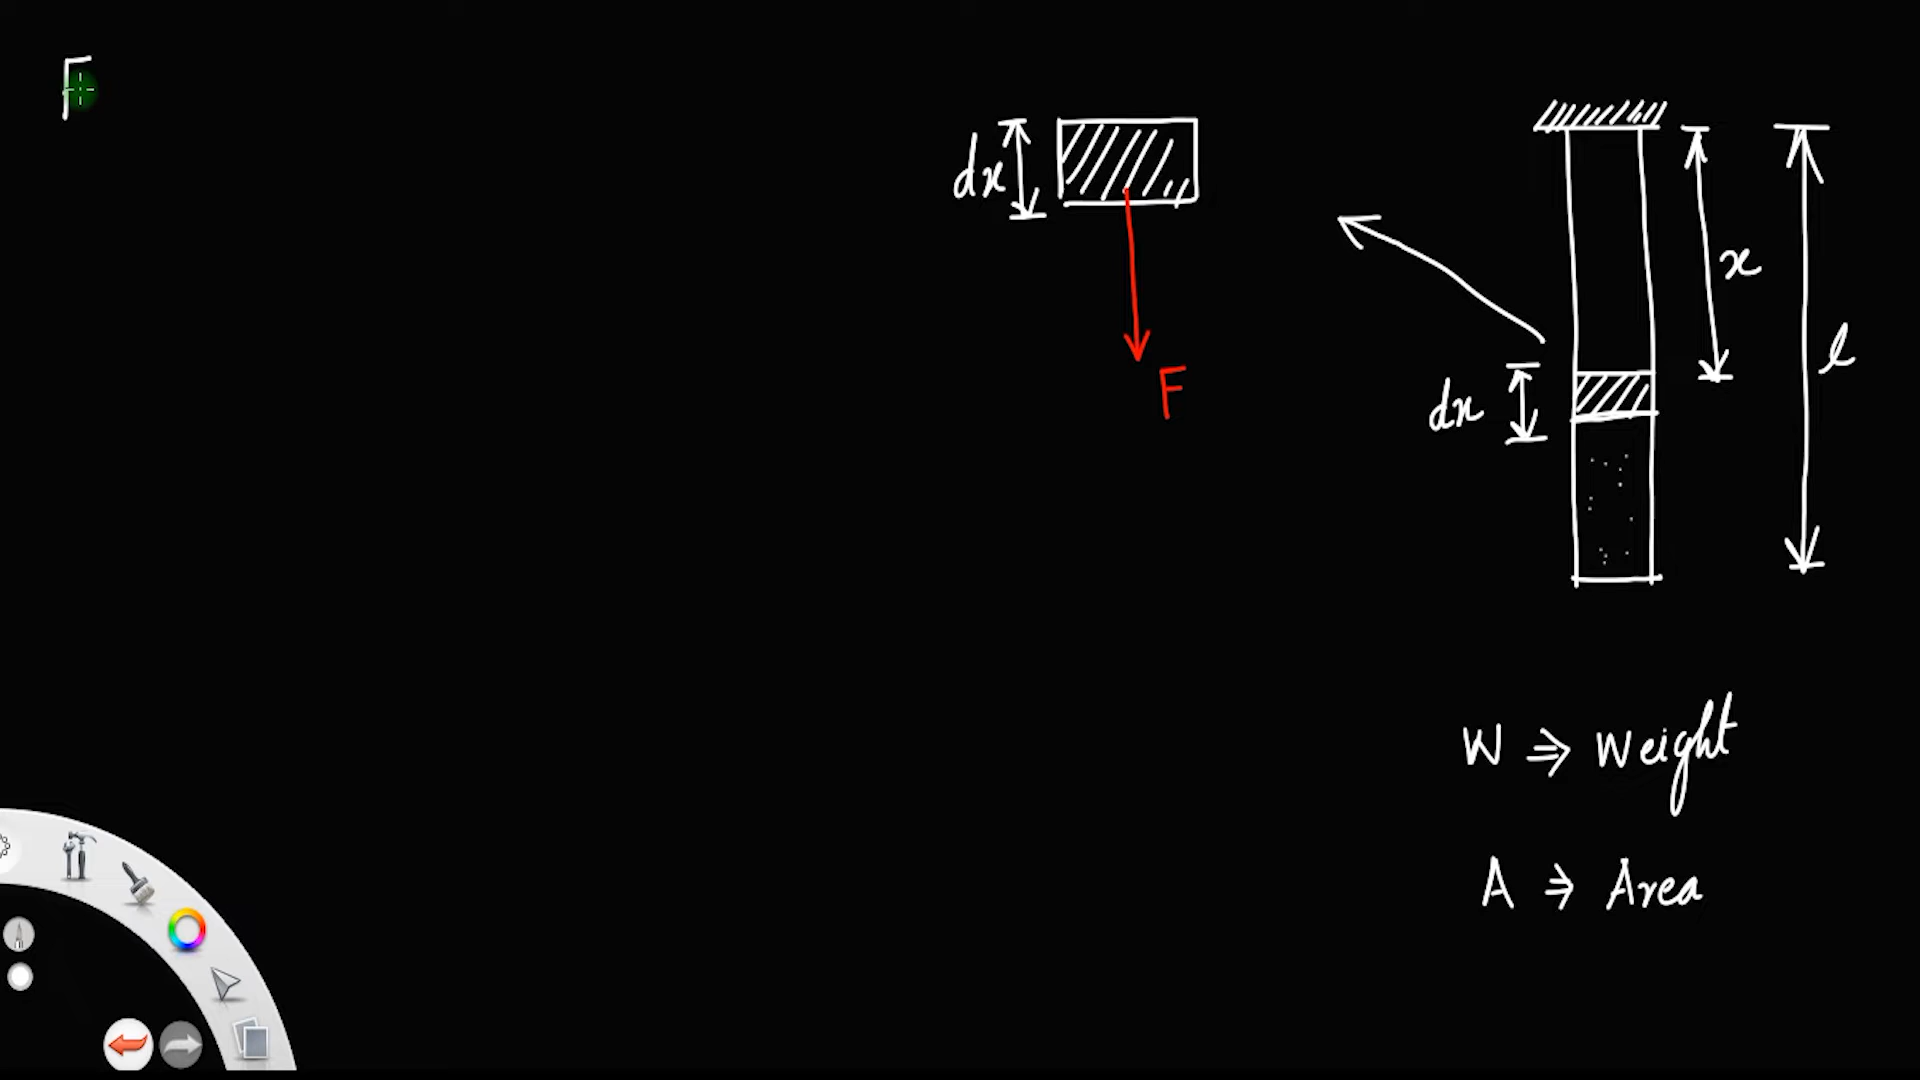 F
dx
F
x
l
dx
W ⇒ Weight
A ⇒ Area